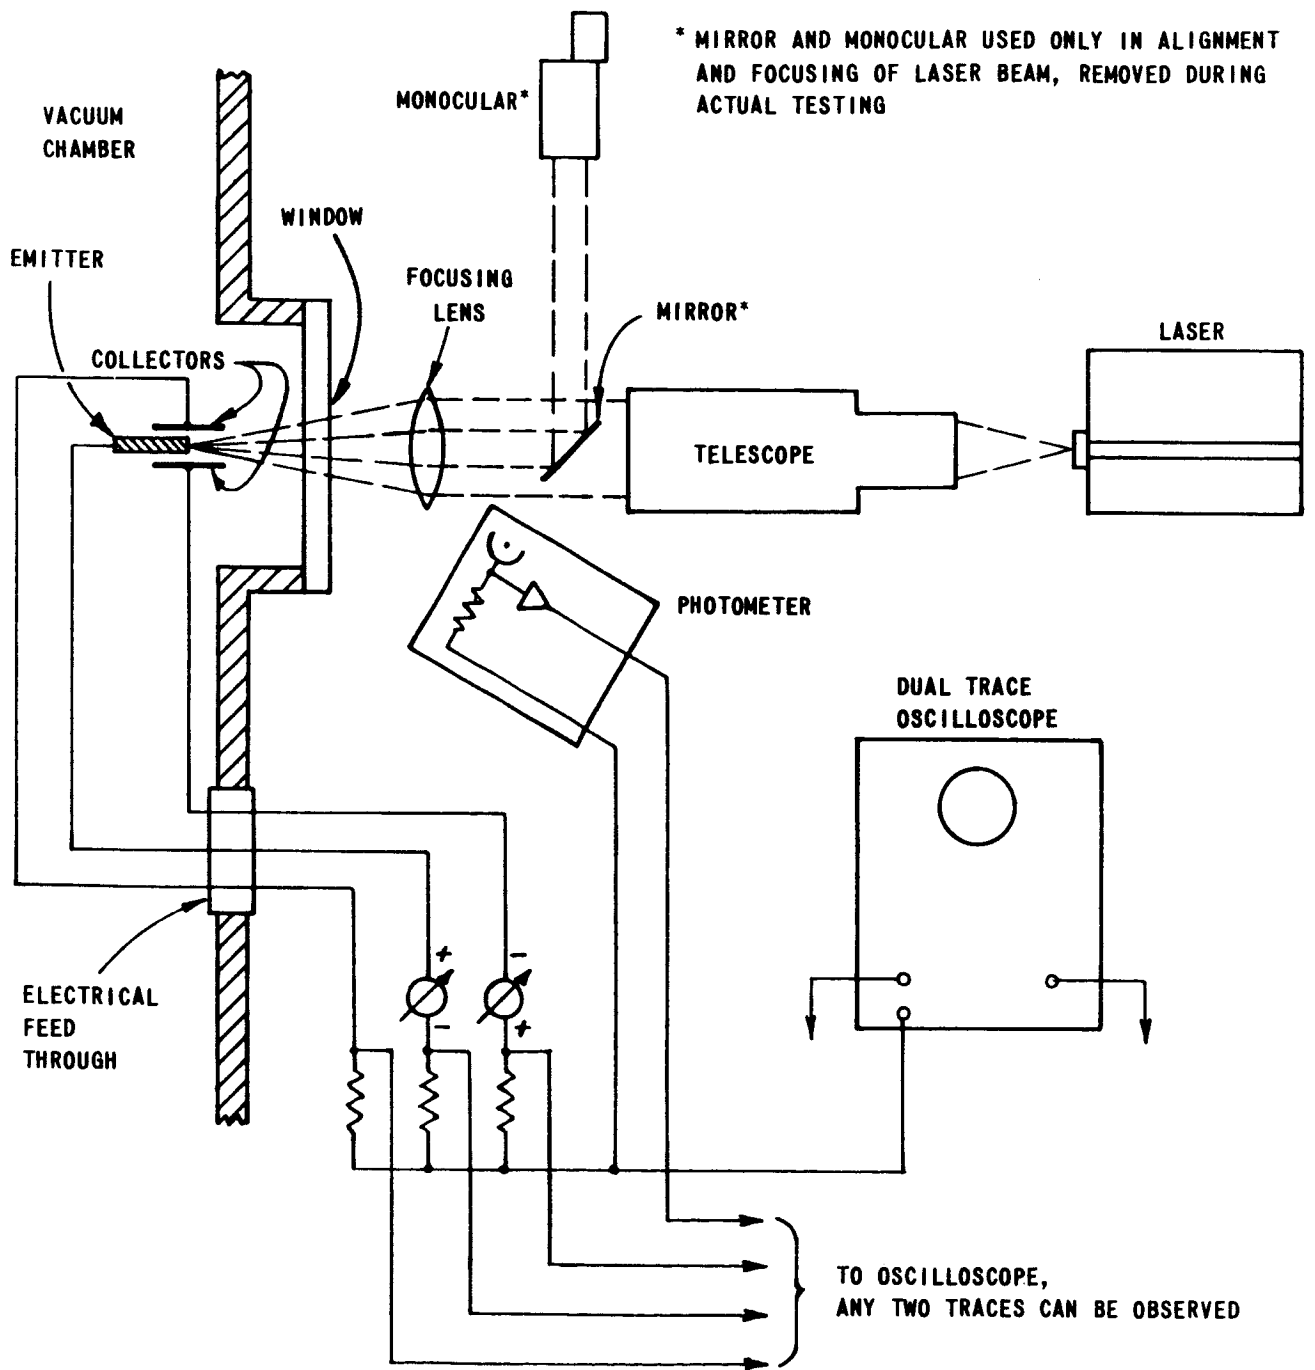 * MIRROR AND MONOCULAR USED ONLY IN ALIGNMENT
AND FOCUSING OF LASER BEAM, REMOVED DURING
ACTUAL TESTING
MONOCULAR*
VACUUM
CHAMBER
WINDOW
EMITTER
FOCUSING
LENS
MIRROR*
LASER
COLLECTORS
TELESCOPE
PHOTOMETER
DUAL TRACE
OSCILLOSCOPE
+
-
ELECTRICAL
FEED
THROUGH
-
+
TO OSCILLOSCOPE,
ANY TWO TRACES CAN BE OBSERVED